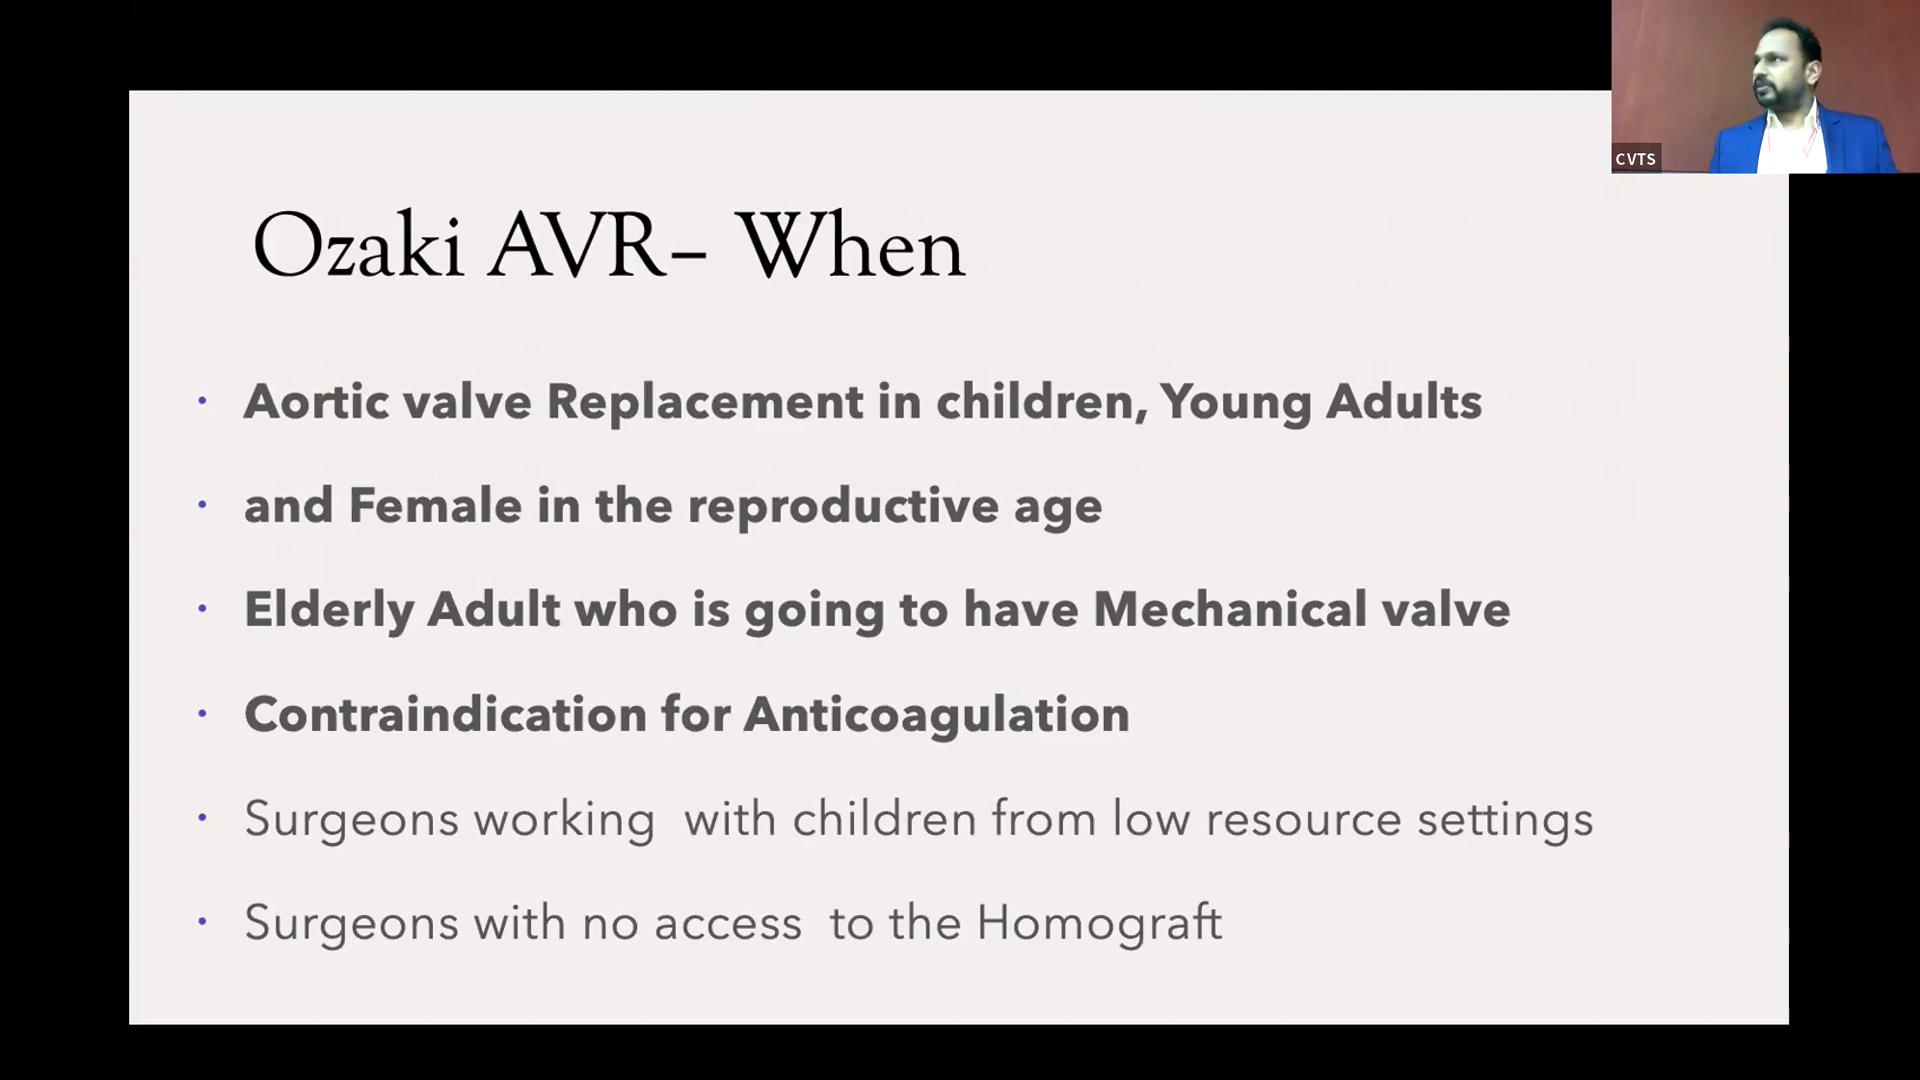 CVTS
Ozaki AVR– When
• Aortic valve Replacement in children, Young Adults
• and Female in the reproductive age
• Elderly Adult who is going to have Mechanical valve
• Contraindication for Anticoagulation
• Surgeons working with children from low resource settings
• Surgeons with no access to the Homograft